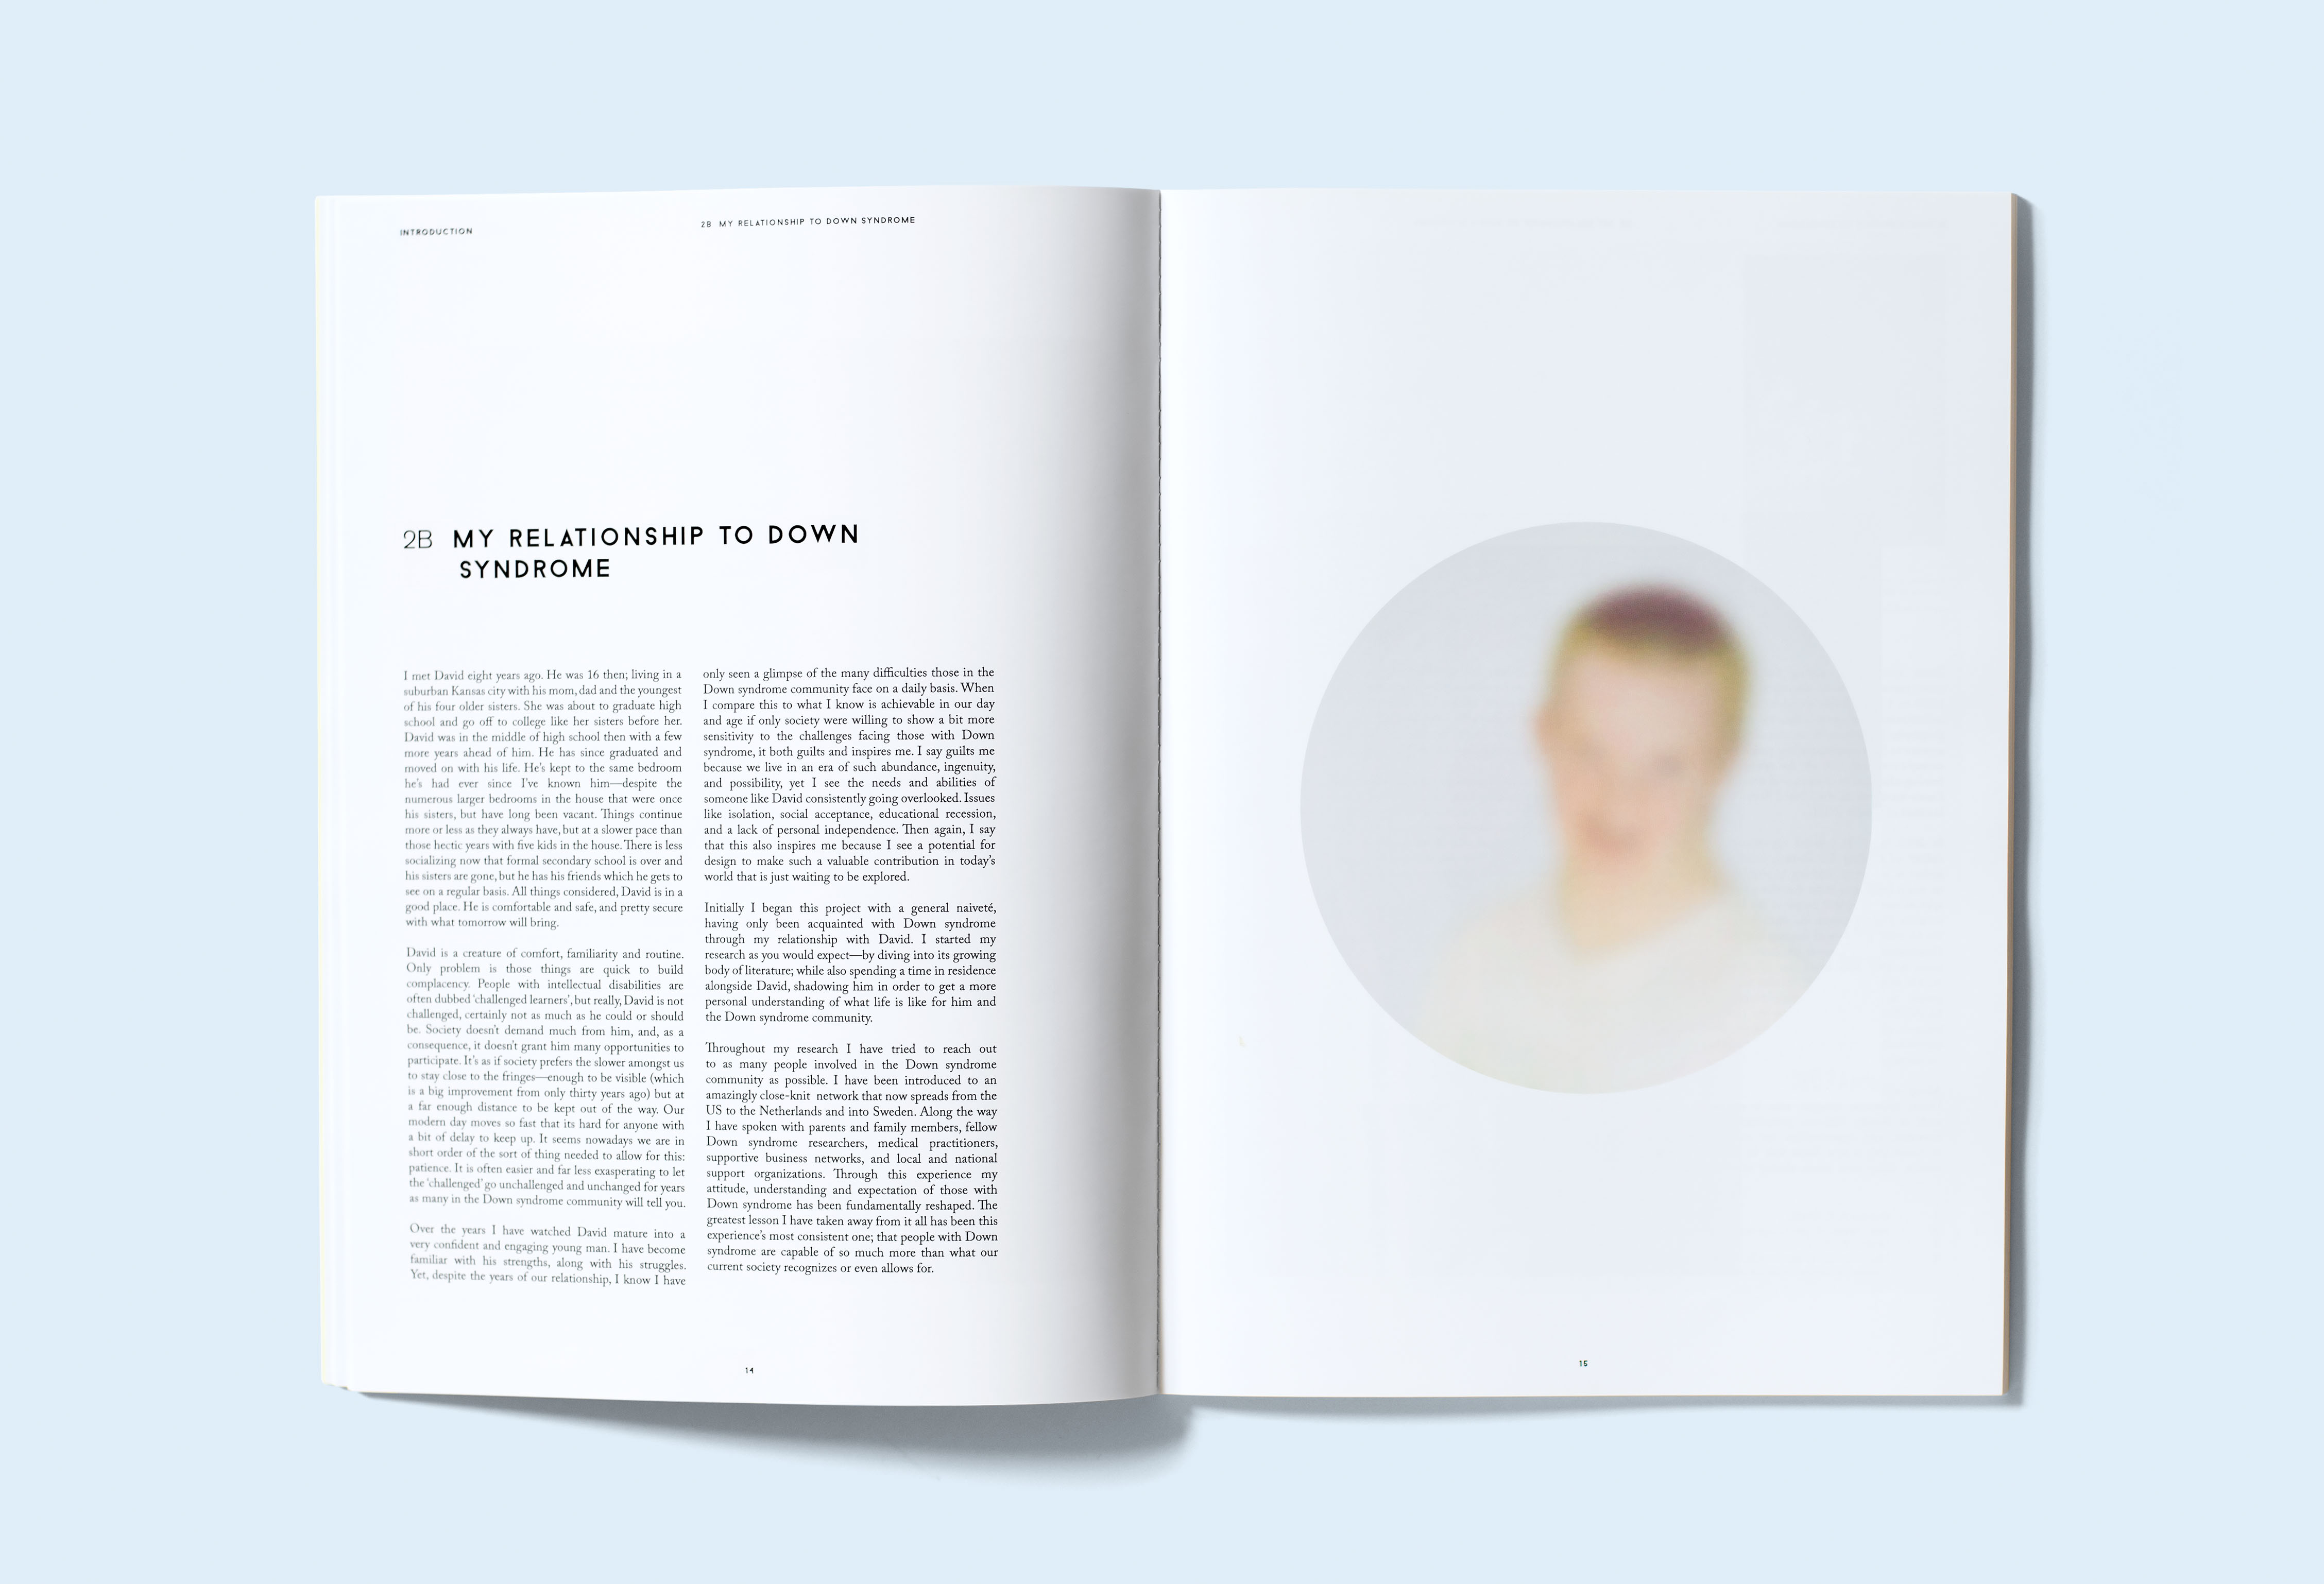 INTRODUCTION
2B MY RELATIONSHIP TO DOWN SYNDROME
2B MY RELATIONSHIP TO DOWN
SYNDROME
I met David eight years ago. He was 16 then; living in a
suburban Kansas city with his mom, dad and the youngest
of his four older sisters. She was about to graduate high
school and go off to college like her sisters before her.
David was in the middle of high school then with a few
more years ahead of him. He has since graduated and
moved on with his life. He's kept to the same bedroom
he's had ever since I've known him—despite the
numerous larger bedrooms in the house that were once
his sisters, but have long been vacant. Things continue
more or less as they always have, but at a slower pace than
those hectic years with five kids in the house. There is less
socializing now that formal secondary school is over and
his sisters are gone, but he has his friends which he gets to
see on a regular basis. All things considered, David is in a
good place. He is comfortable and safe, and pretty secure
with what tomorrow will bring.
David is a creature of comfort, familiarity and routine.
Only problem is those things are quick to build
complacency. People with intellectual disabilities are
often dubbed 'challenged learners', but really, David is not
challenged, certainly not as much as he could or should
be. Society doesn't demand much from him, and, as a
consequence, it doesn't grant him many opportunities to
participate. It's as if society prefers the slower amongst us
to stay close to the fringes—enough to be visible (which
is a big improvement from only thirty years ago) but at
a far enough distance to be kept out of the way. Our
modern day moves so fast that its hard for anyone with
a bit of delay to keep up. It seems nowadays we are in
short order of the sort of thing needed to allow for this:
patience. It is often easier and far less exasperating to let
the 'challenged' go unchallenged and unchanged for years
as many in the Down syndrome community will tell you.
Over the years I have watched David mature into a
very confident and engaging young man. I have become
familiar with his strengths, along with his struggles.
Yet, despite the years of our relationship, I know I have
only seen a glimpse of the many difficulties those in the
Down syndrome community face on a daily basis. When
I compare this to what I know is achievable in our day
and age if only society were willing to show a bit more
sensitivity to the challenges facing those with Down
syndrome, it both guilts and inspires me. I say guilts me
because we live in an era of such abundance, ingenuity,
and possibility, yet I see the needs and abilities of
someone like David consistently going overlooked. Issues
like isolation, social acceptance, educational recession,
and a lack of personal independence. Then again, I say
that this also inspires me because I see a potential for
design to make such a valuable contribution in today's
world that is just waiting to be explored.
Initially I began this project with a general naiveté,
having only been acquainted with Down syndrome
through my relationship with David. I started my
research as you would expect—by diving into its growing
body of literature; while also spending a time in residence
alongside David, shadowing him in order to get a more
personal understanding of what life is like for him and
the Down syndrome community.
Throughout my research I have tried to reach out
to as many people involved in the Down syndrome
community as possible. I have been introduced to an
amazingly close-knit network that now spreads from the
US to the Netherlands and into Sweden. Along the way
I have spoken with parents and family members, fellow
Down syndrome researchers, medical practitioners,
supportive business networks, and local and national
support organizations. Through this experience my
attitude, understanding and expectation of those with
Down syndrome has been fundamentally reshaped. The
greatest lesson I have taken away from it all has been this
experience's most consistent one; that people with Down
syndrome are capable of so much more than what our
current society recognizes or even allows for.
14
15